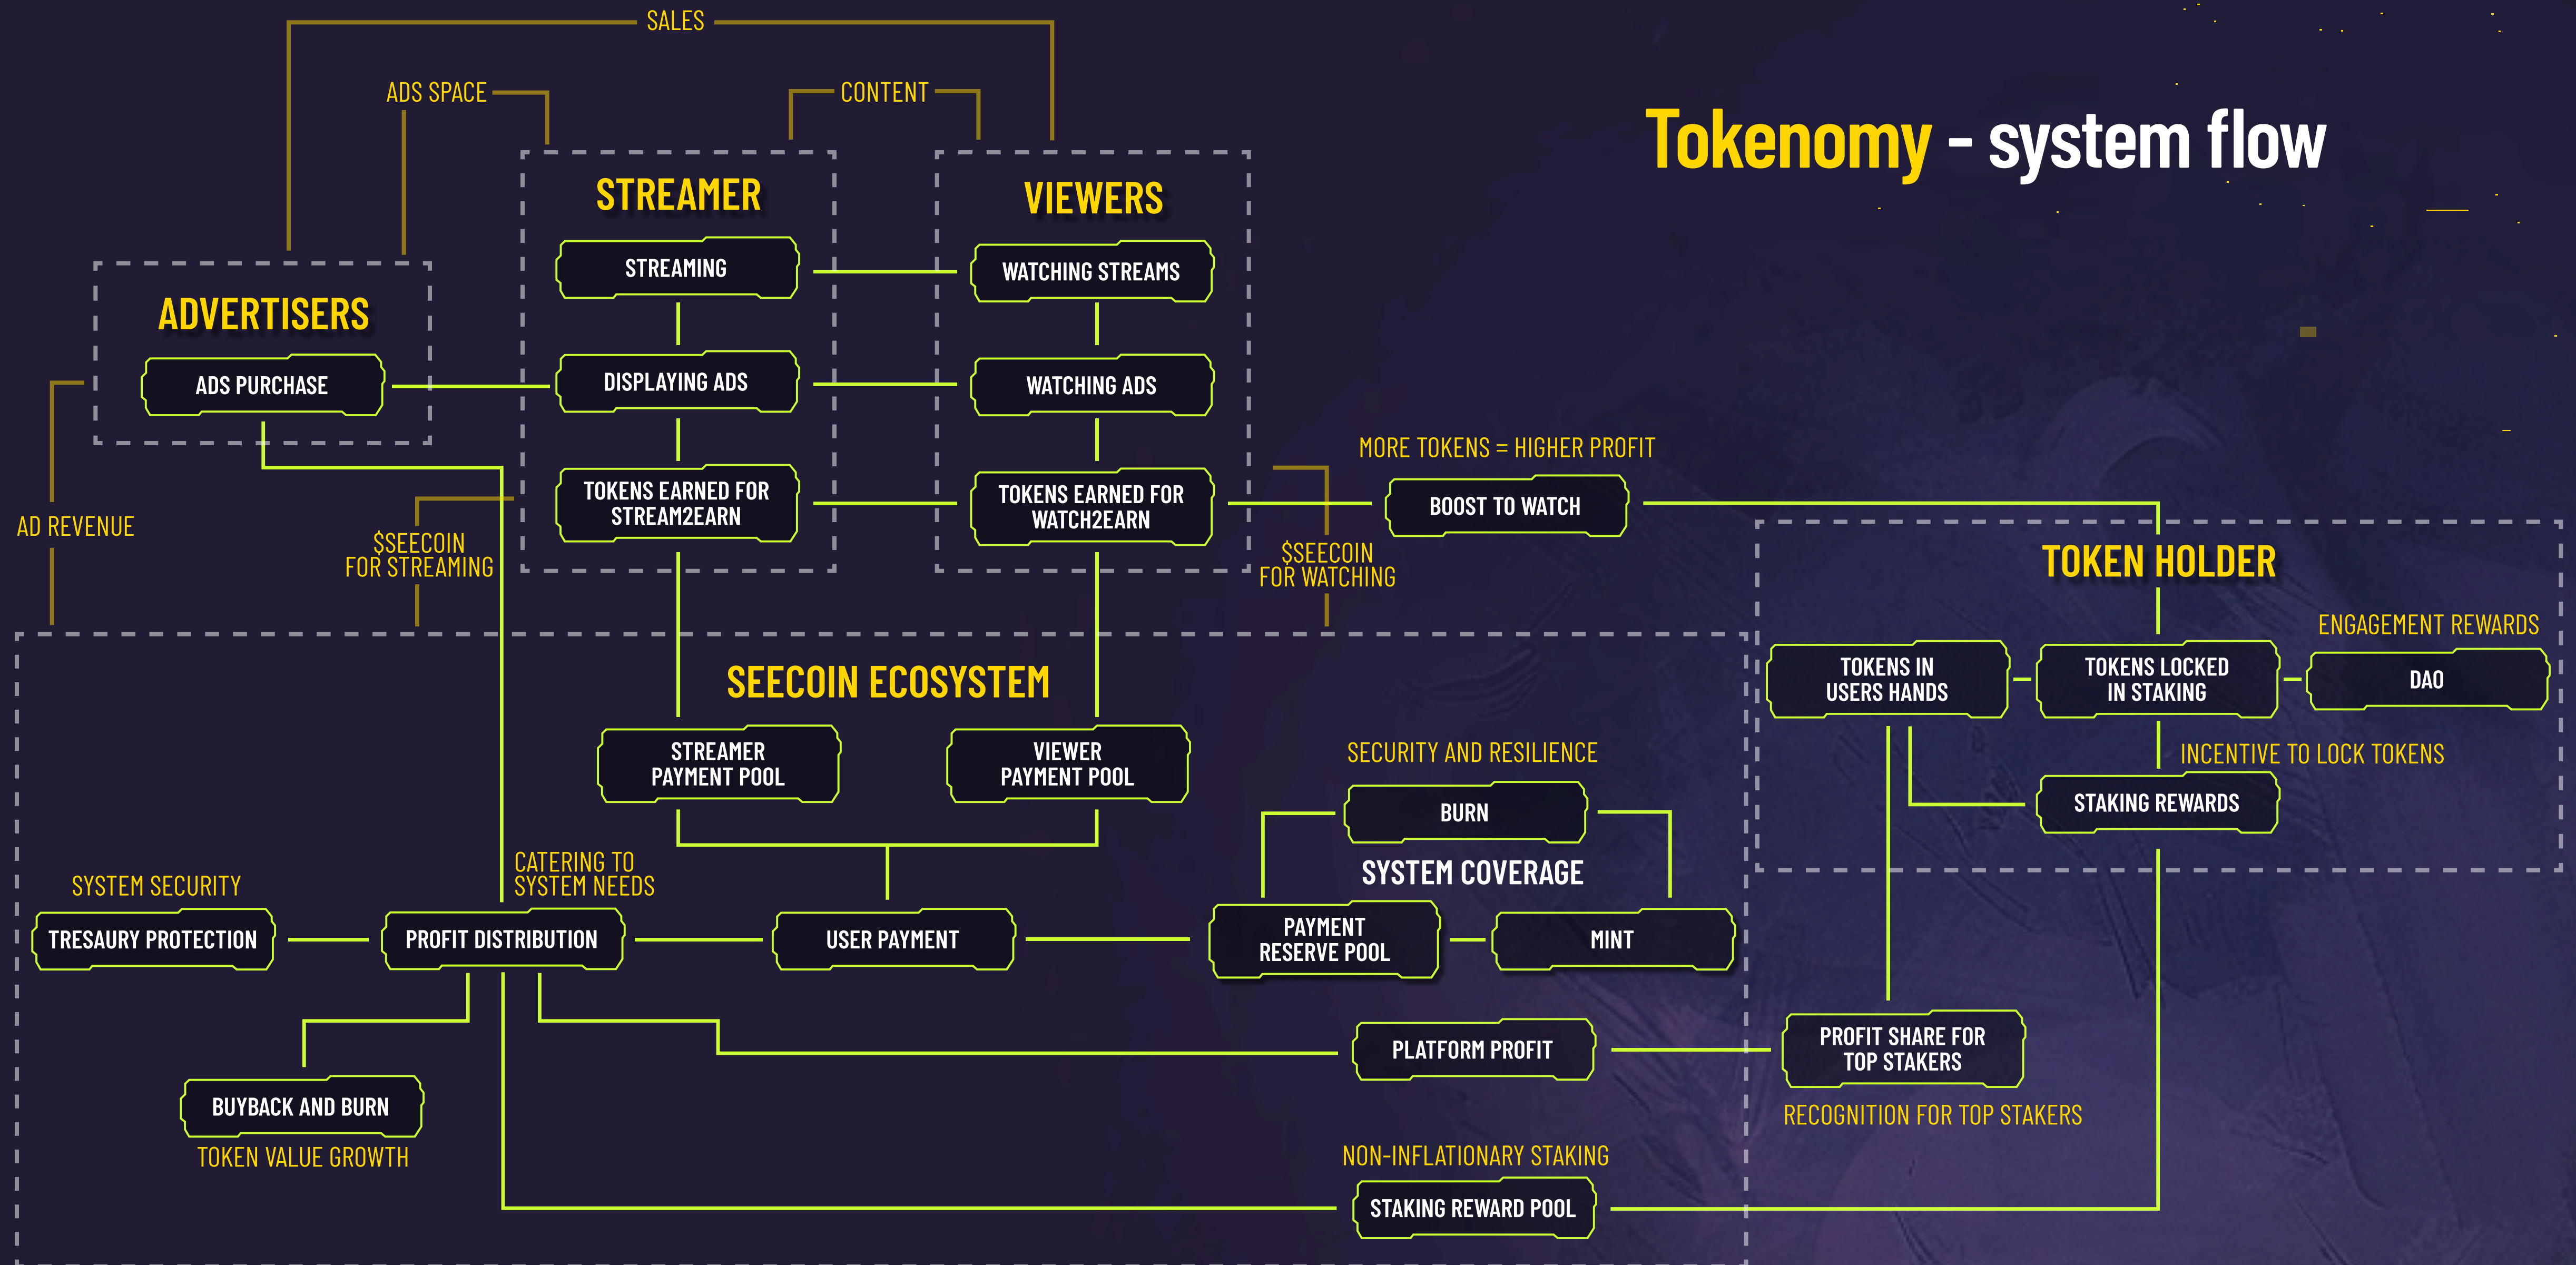 SALES
ADS SPACE
CONTENT
Tokenomy - system flow
STREAMER
VIEWERS
STREAMING
WATCHING STREAMS
ADVERTISERS
ADS PURCHASE
DISPLAYING ADS
WATCHING ADS
MORE TOKENS = HIGHER PROFIT
TOKENS EARNED FOR
STREAM2EARN
TOKENS EARNED FOR
WATCH2EARN
BOOST TO WATCH
AD REVENUE
$SEECOIN
FOR STREAMING
$SEECOIN
FOR WATCHING
TOKEN HOLDER
ENGAGEMENT REWARDS
SEECOIN ECOSYSTEM
TOKENS IN
USERS HANDS
TOKENS LOCKED
IN STAKING
DAO
STREAMER
PAYMENT POOL
VIEWER
PAYMENT POOL
SECURITY AND RESILIENCE
INCENTIVE TO LOCK TOKENS
BURN
STAKING REWARDS
SYSTEM COVERAGE
SYSTEM SECURITY
CATERING TO
SYSTEM NEEDS
TRESAURY PROTECTION
PROFIT DISTRIBUTION
USER PAYMENT
PAYMENT
RESERVE POOL
MINT
PLATFORM PROFIT
PROFIT SHARE FOR
TOP STAKERS
BUYBACK AND BURN
RECOGNITION FOR TOP STAKERS
TOKEN VALUE GROWTH
NON-INFLATIONARY STAKING
STAKING REWARD POOL